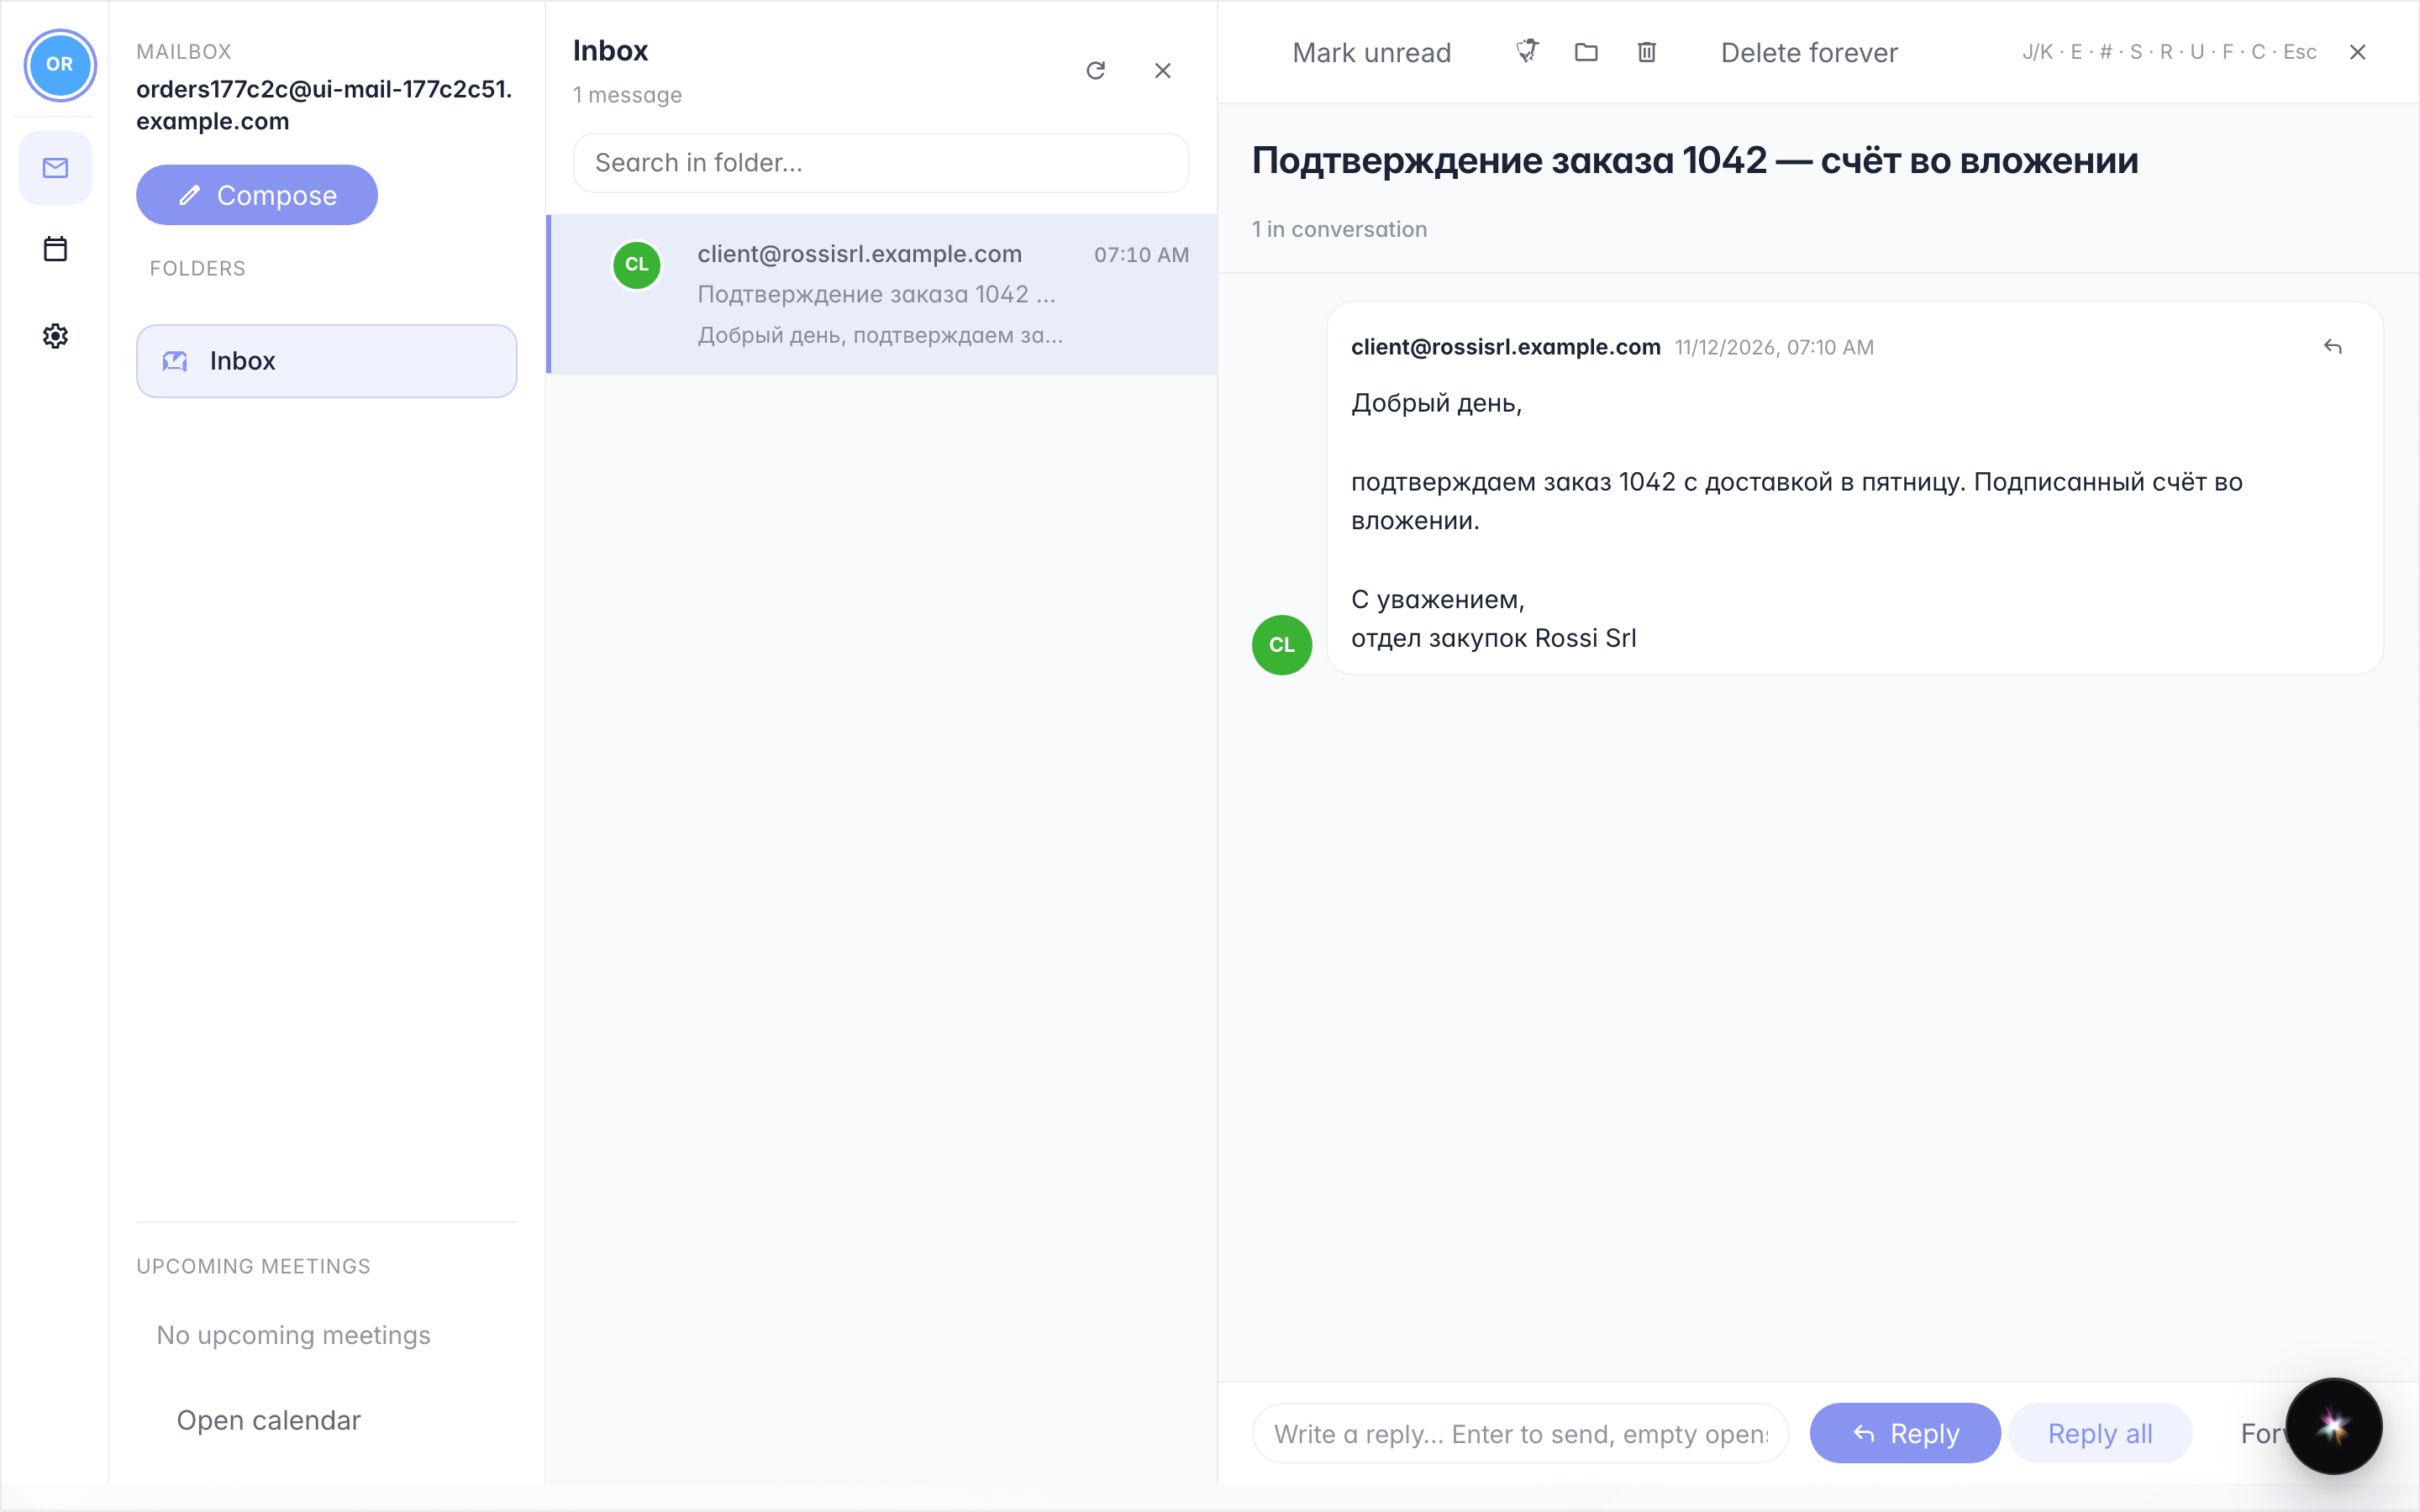 OR
MAILBOX
orders177c2c@ui-mail-177c2c51.
example.com
Compose
FOLDERS
Inbox
UPCOMING MEETINGS
No upcoming meetings
Open calendar
Inbox
1 message
Search in folder...
CL
client@rossisrl.example.com 07:10 AM
Подтверждение заказа 1042 ...
Добрый день, подтверждаем за...
Mark unread
Delete forever
J/K · E · # · S · R · U · F · C · Esc
Подтверждение заказа 1042 — счёт во вложении
1 in conversation
client@rossisrl.example.com 11/12/2026, 07:10 AM
Добрый день,
подтверждаем заказ 1042 с доставкой в пятницу. Подписанный счёт во
вложении.
С уважением,
отдел закупок Rossi Srl
CL
Write a reply... Enter to send, empty open
Reply
Reply all